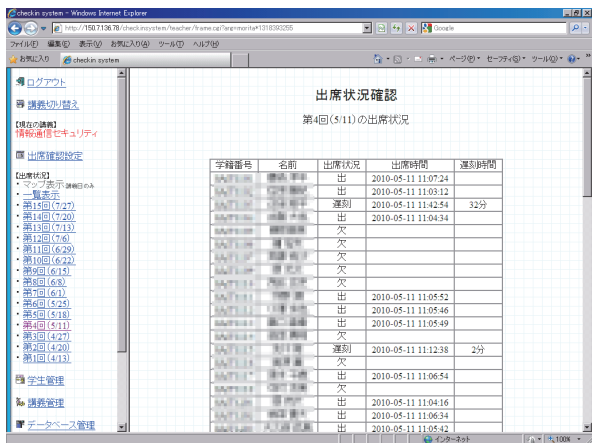 checkin system - Windows Internet Explorer
http://150.7.136.78/checkinsystem/teacher/frame.cgi?arg=morita*1318393255
Google
ファイル(F) 編集(E) 表示(V) お気に入り(A) ツール(T) ヘルプ(H)
お気に入り checkin system ページ(P) セーフティ(S) ツール(O)
ログアウト
講義切り替え
【現在の講義】
情報通信セキュリティ
出席確認設定
【出席状況】
・マップ表示 講義日のみ
・一覧表示
・第15回(7/27)
・第14回(7/20)
・第13回(7/13)
・第12回(7/6)
・第11回(6/29)
・第10回(6/22)
・第9回(6/15)
・第8回(6/8)
・第7回(6/1)
・第6回(5/25)
・第5回(5/18)
・第4回(5/11)
・第3回(4/27)
・第2回(4/20)
・第1回(4/13)
学生管理
講義管理
データベース管理
出席状況確認
第4回(5/11)の出席状況
学籍番号 名前 出席状況 出席時間 遅刻時間
出 2010-05-11 11:07:24
出 2010-05-11 11:03:12
遅刻 2010-05-11 11:42:54 32分
出 2010-05-11 11:04:34
欠
欠
欠
欠
欠
出 2010-05-11 11:05:52
出 2010-05-11 11:05:46
出 2010-05-11 11:05:49
欠
遅刻 2010-05-11 11:12:38 2分
欠
出 2010-05-11 11:06:54
欠
出 2010-05-11 11:04:16
出 2010-05-11 11:06:34
出 2010-05-11 11:05:42
インターネット 100%